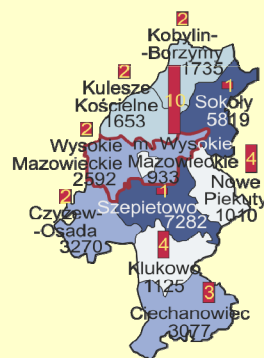 2
Kobylin-
-Borzymy
1735
2
Kulesze
Kościelne
1653
10
1
Sokoły
5819
2
Wysokie
Mazowieckie
2592
m. Wysokie
Mazowieckie
933
4
Nowe
Piekuty
1010
2
Czyżew-
-Osada
3270
1
Szepietowo
7282
4
Klukowo
1125
3
Ciechanowiec
3077